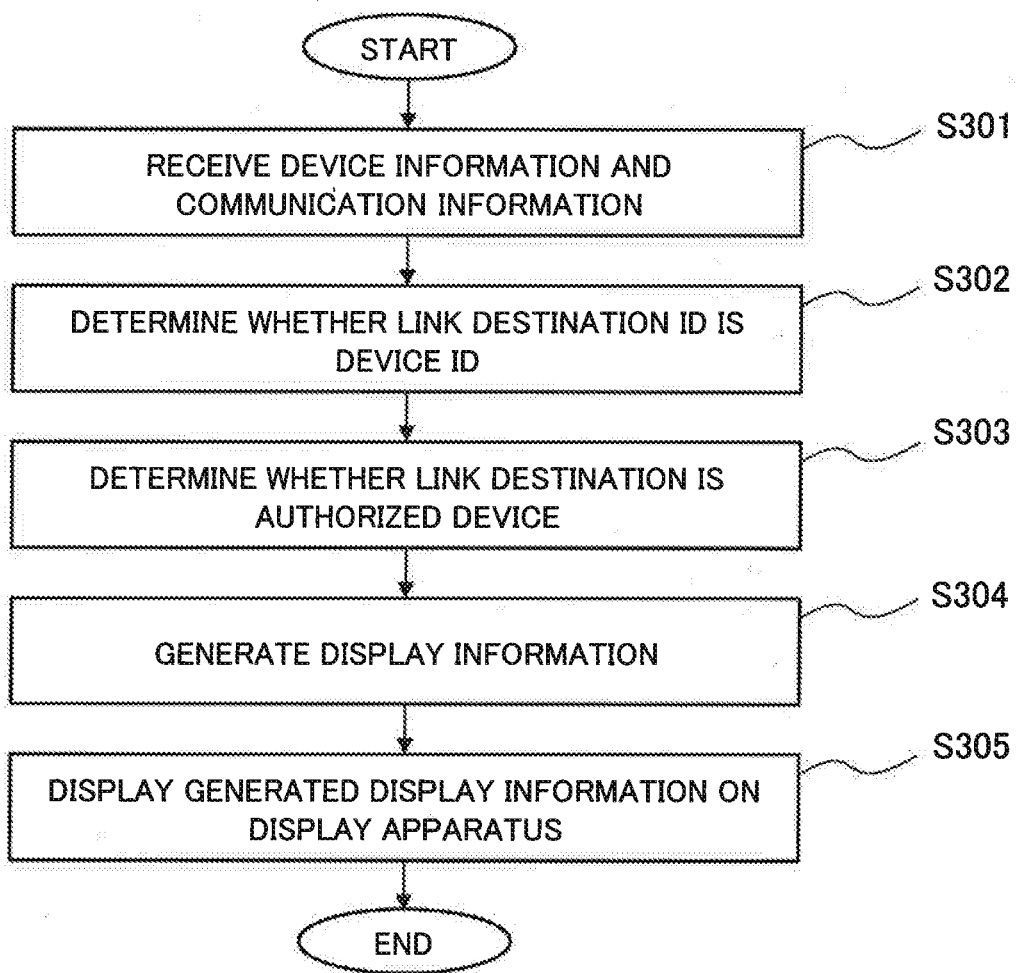 START
S301
RECEIVE DEVICE INFORMATION AND
COMMUNICATION INFORMATION
S302
DETERMINE WHETHER LINK DESTINATION ID IS
DEVICE ID
S303
DETERMINE WHETHER LINK DESTINATION IS
AUTHORIZED DEVICE
S304
GENERATE DISPLAY INFORMATION
S305
DISPLAY GENERATED DISPLAY INFORMATION ON
DISPLAY APPARATUS
END